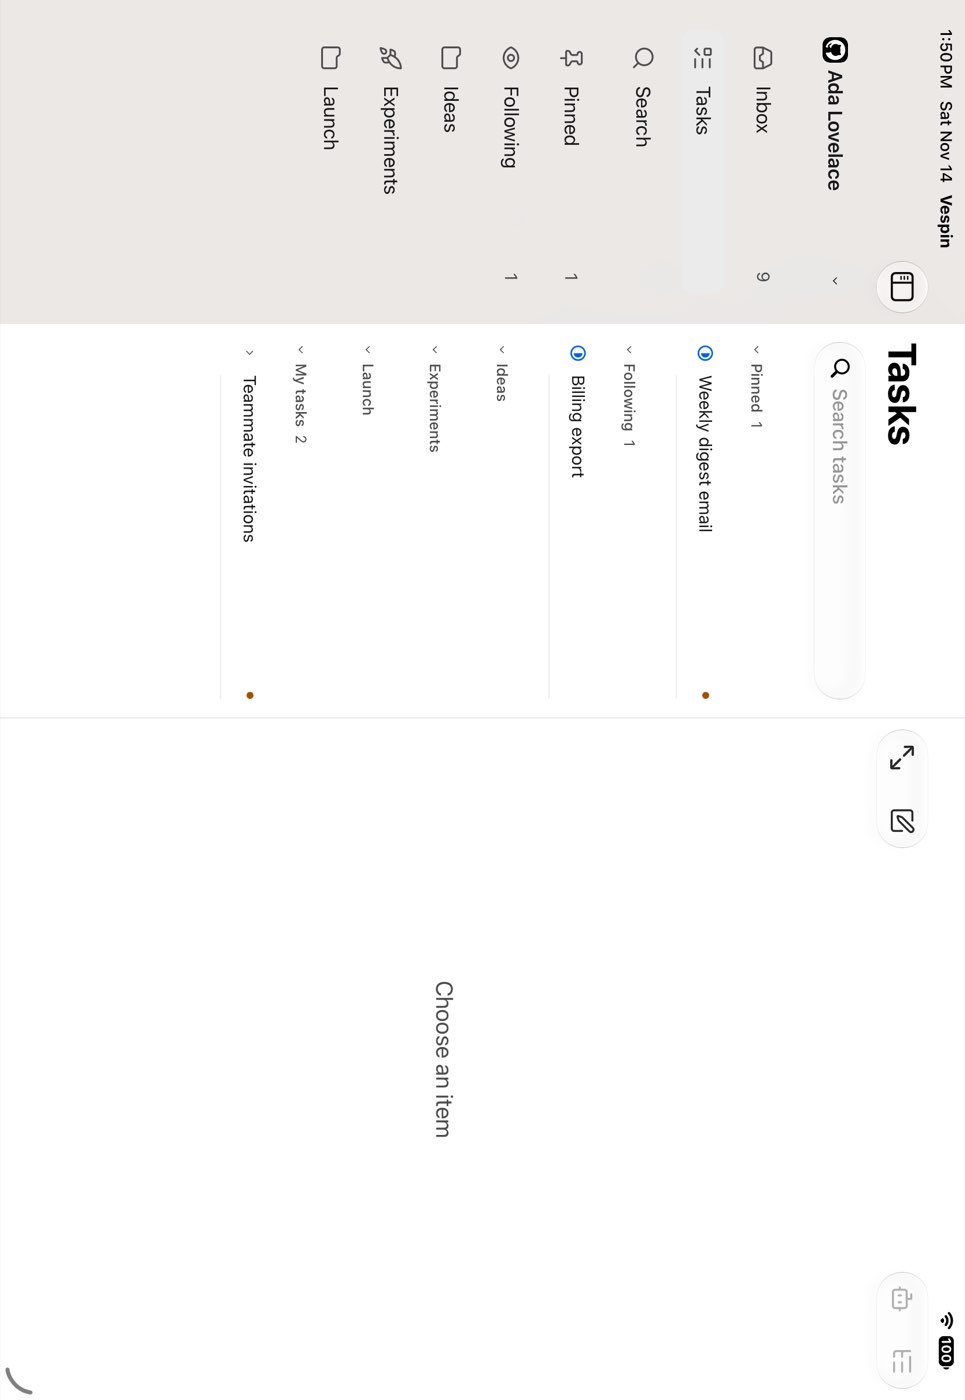 1:50 PM Sat Nov 14 Vespin
100
Ada Lovelace
Inbox 9
Tasks
Search
Pinned 1
Following 1
Ideas
Experiments
Launch
Tasks
Search tasks
Pinned 1
Weekly digest email
Following 1
Billing export
Ideas
Experiments
Launch
My tasks 2
Teammate invitations
Choose an item